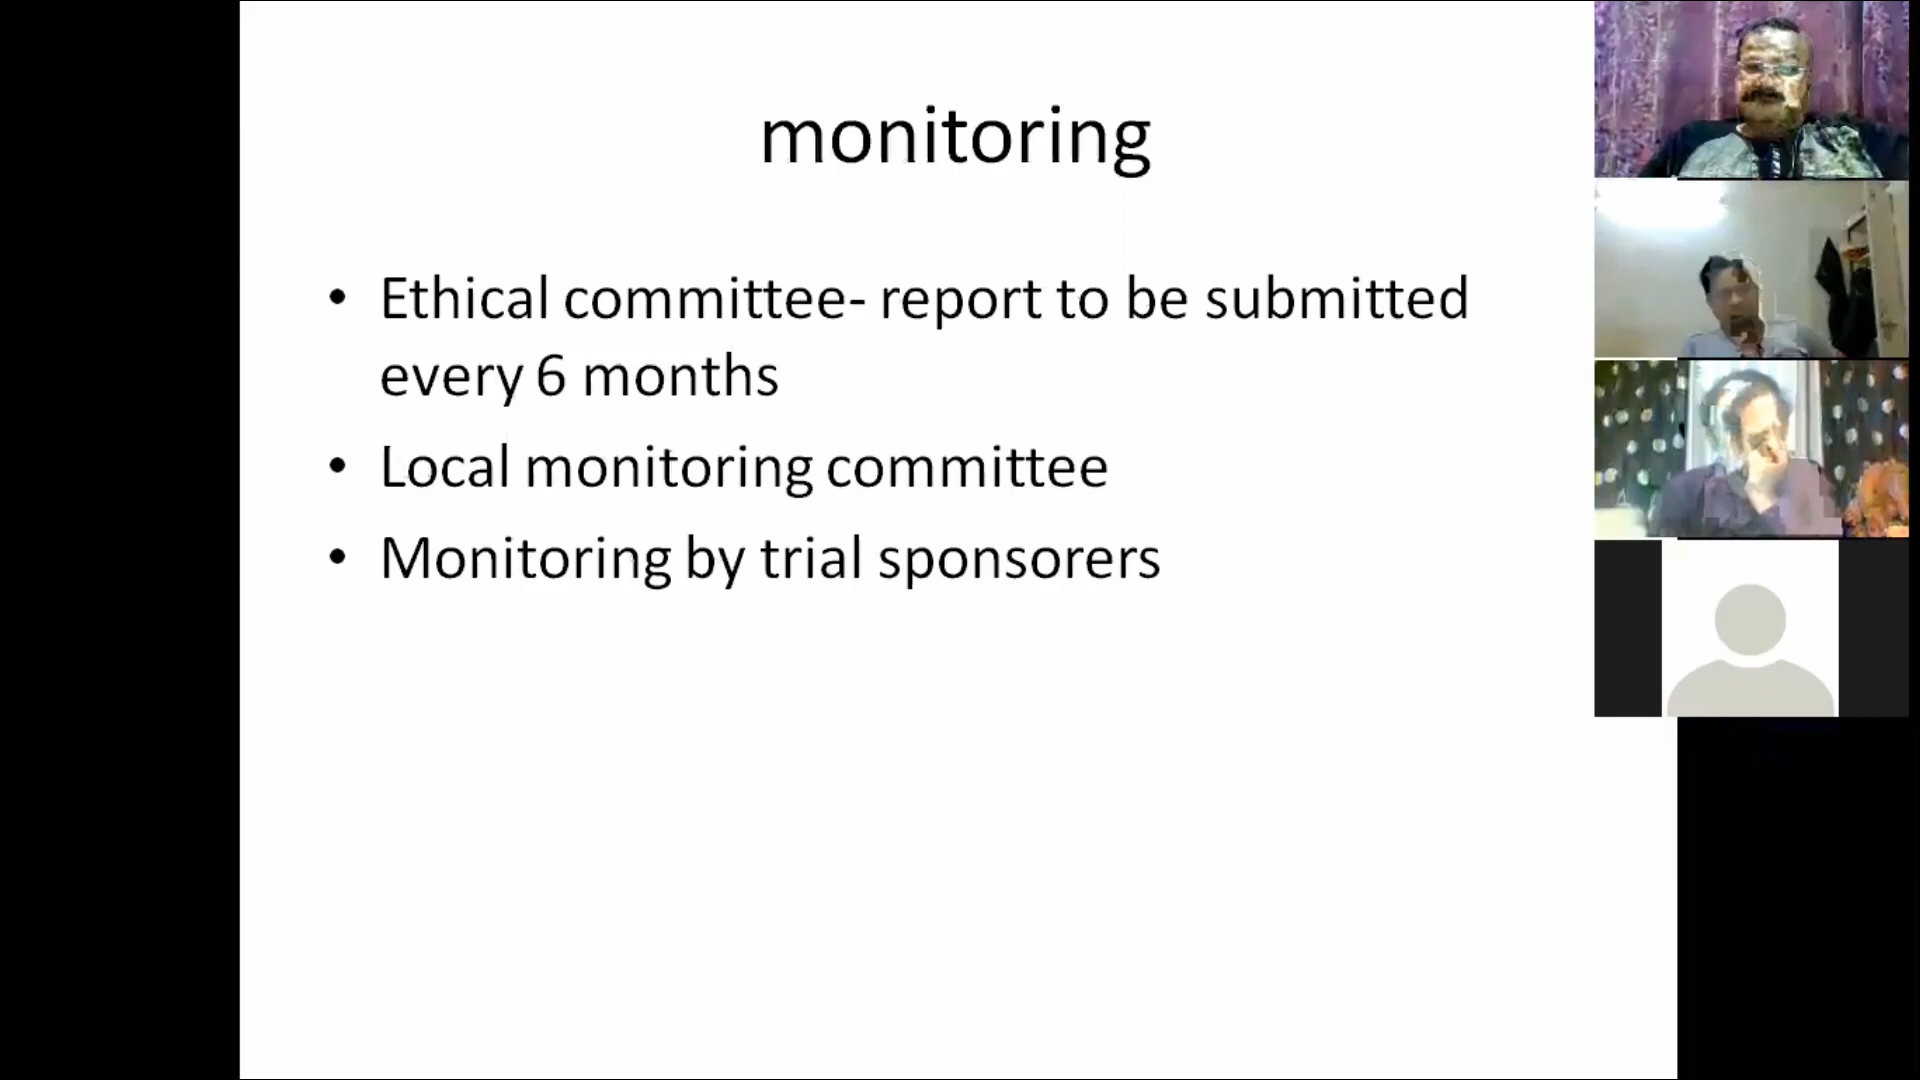 monitoring
• Ethical committee- report to be submitted
every 6 months
• Local monitoring committee
• Monitoring by trial sponsorers